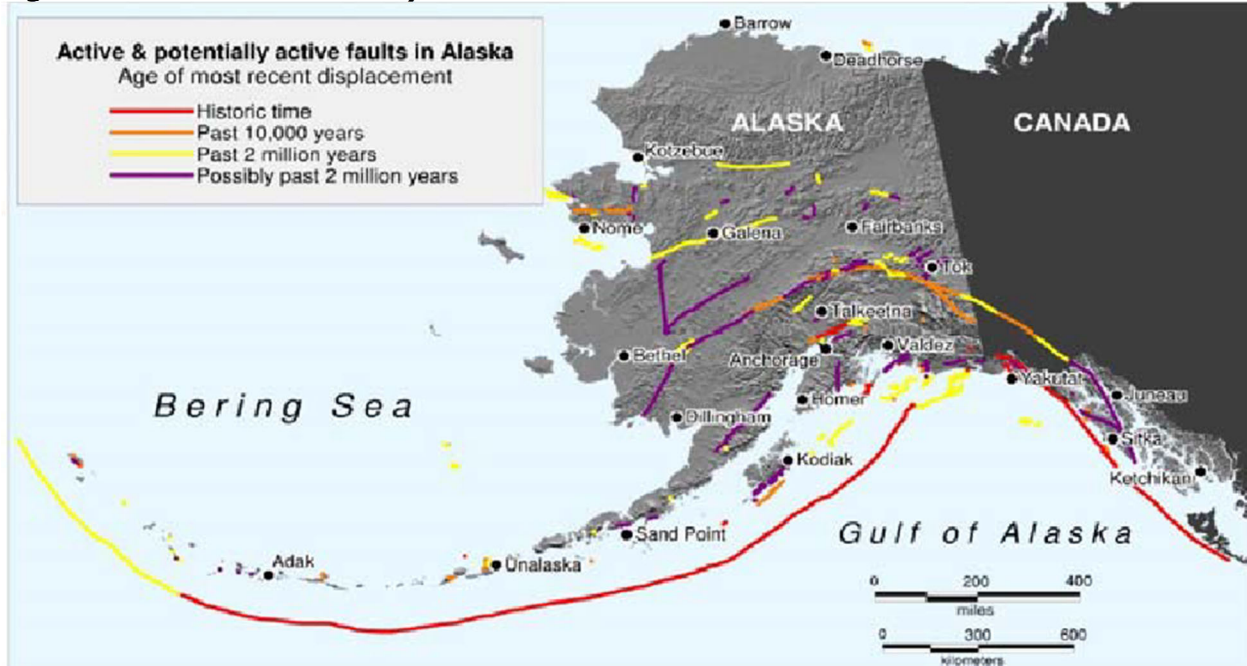 Active & potentially active faults in Alaska
Age of most recent displacement
Historic time
Past 10,000 years
Past 2 million years
Possibly past 2 million years
Barrow
Deadhorse
ALASKA
CANADA
Kotzebue
Nome
Galena
Fairbanks
Tok
Talkeetna
Bethel
Anchorage
Valdez
Yakutat
Juneau
Homer
Bering Sea
Dillingham
Sitka
Kodiak
Ketchikan
Sand Point
Gulf of Alaska
Adak
Unalaska
0 200 400
miles
0 300 600
kilometers